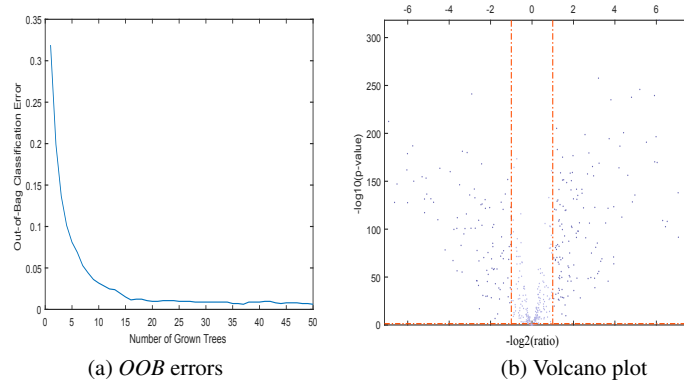 0.35
0.3
0.25
0.2
0.15
0.1
0.05
0
Out-of-Bag Classification Error
0 5 10 15 20 25 30 35 40 45 50
Number of Grown Trees
(a) OOB errors
-6 -4 -2 0 2 4 6
300
250
200
150
100
50
0
-log10(p-value)
-log2(ratio)
(b) Volcano plot